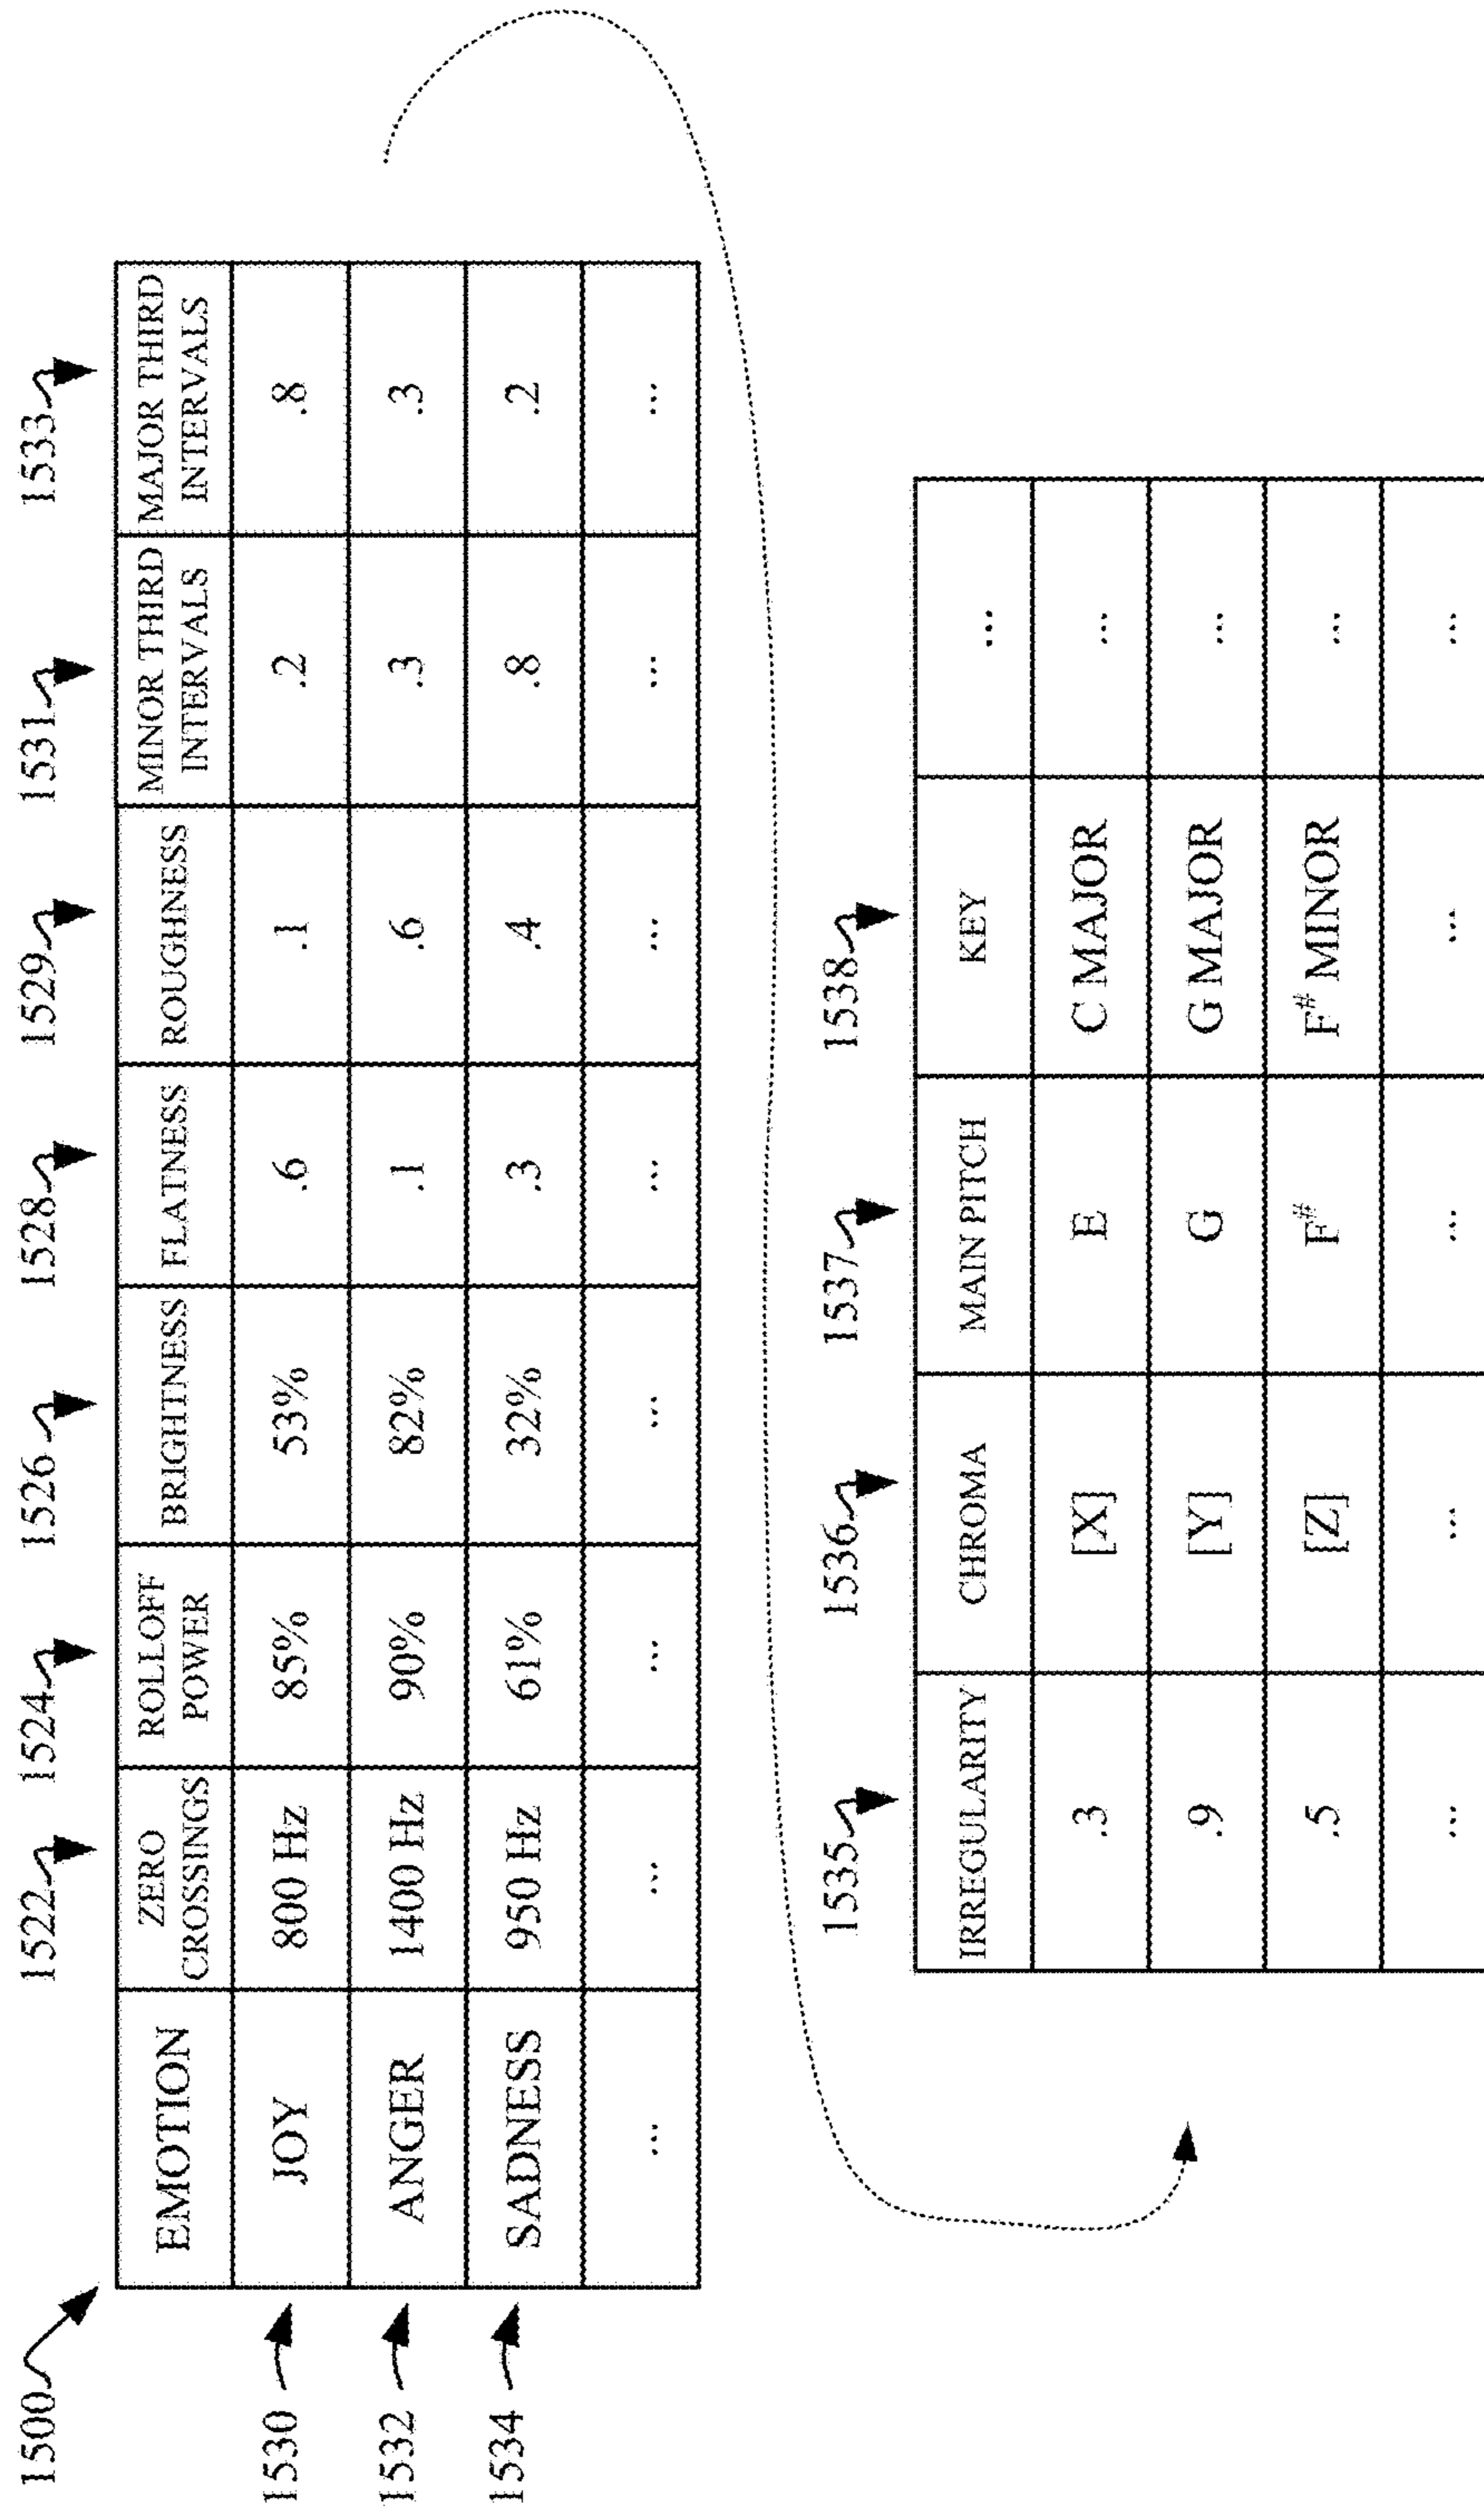 1500 1522 1524 1526 1528 1529 1531 1533
EMOTION ZERO CROSSINGS ROLLOFF POWER BRIGHTNESS FLATNESS ROUGHNESS MINOR THIRD INTERVALS MAJOR THIRD INTERVALS
1530 JOY 800 Hz 85% 53% .6 .1 .2 .8
1532 ANGER 1400 Hz 90% 82% .1 .6 .3 .3
1534 SADNESS 950 Hz 61% 32% .3 .4 .8 .2
... ... ... ... ... ... ... ...
1535 1536 1537 1538
IRREGULARITY CHROMA MAIN PITCH KEY ...
.3 [X] E C MAJOR ...
.9 [Y] G G MAJOR ...
.5 [Z] F# F# MINOR ...
... ... ... ... ...